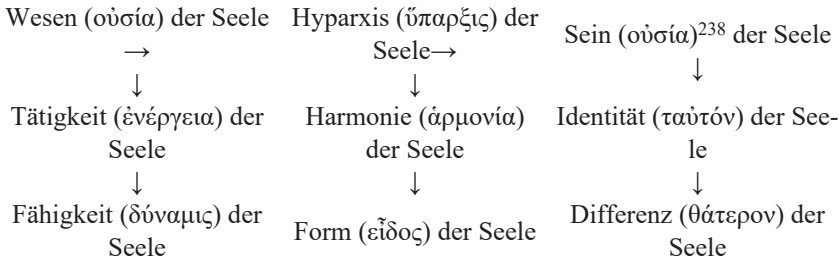 Wesen (οὐσία) der Seele → Hyparxis (ὕπαρξις) der Seele→ Sein (οὐσία)238 der Seele
↓ ↓ ↓
Tätigkeit (ἐνέργεια) der Seele Harmonie (ἁρμονία) der Seele Identität (ταὐτόν) der See-le
↓ ↓ ↓
Fähigkeit (δύναμις) der Seele Form (εἶδος) der Seele Differenz (θάτερον) der Seele